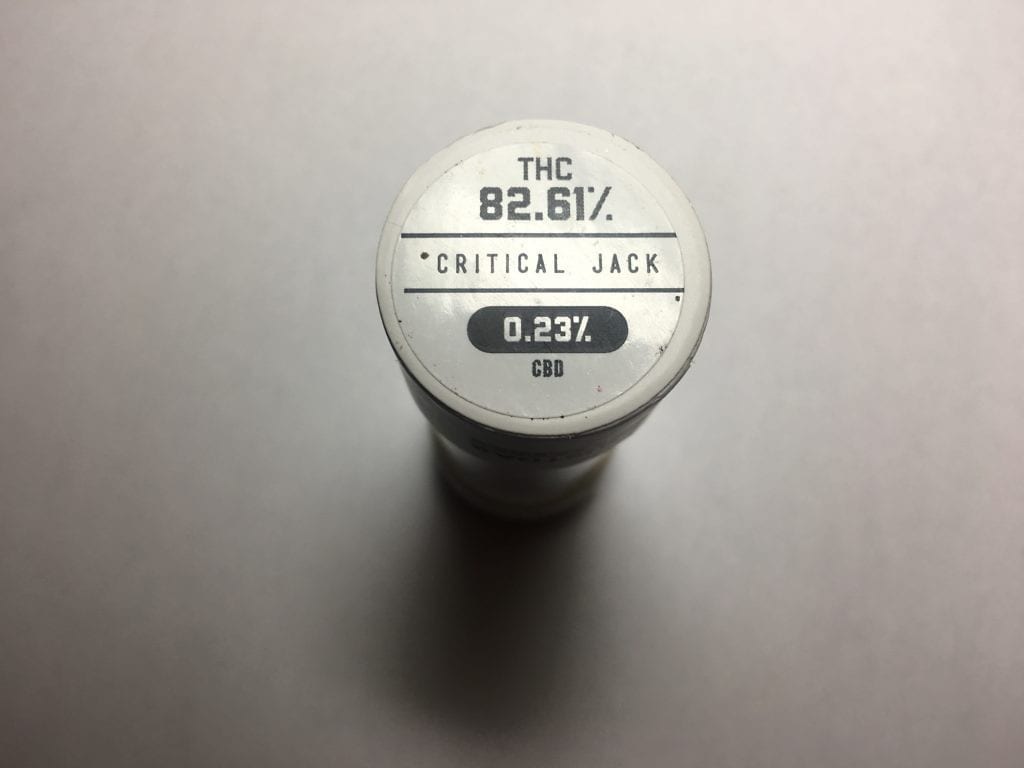 THC
82.61%
CRITICAL JACK
0.23%
CBD